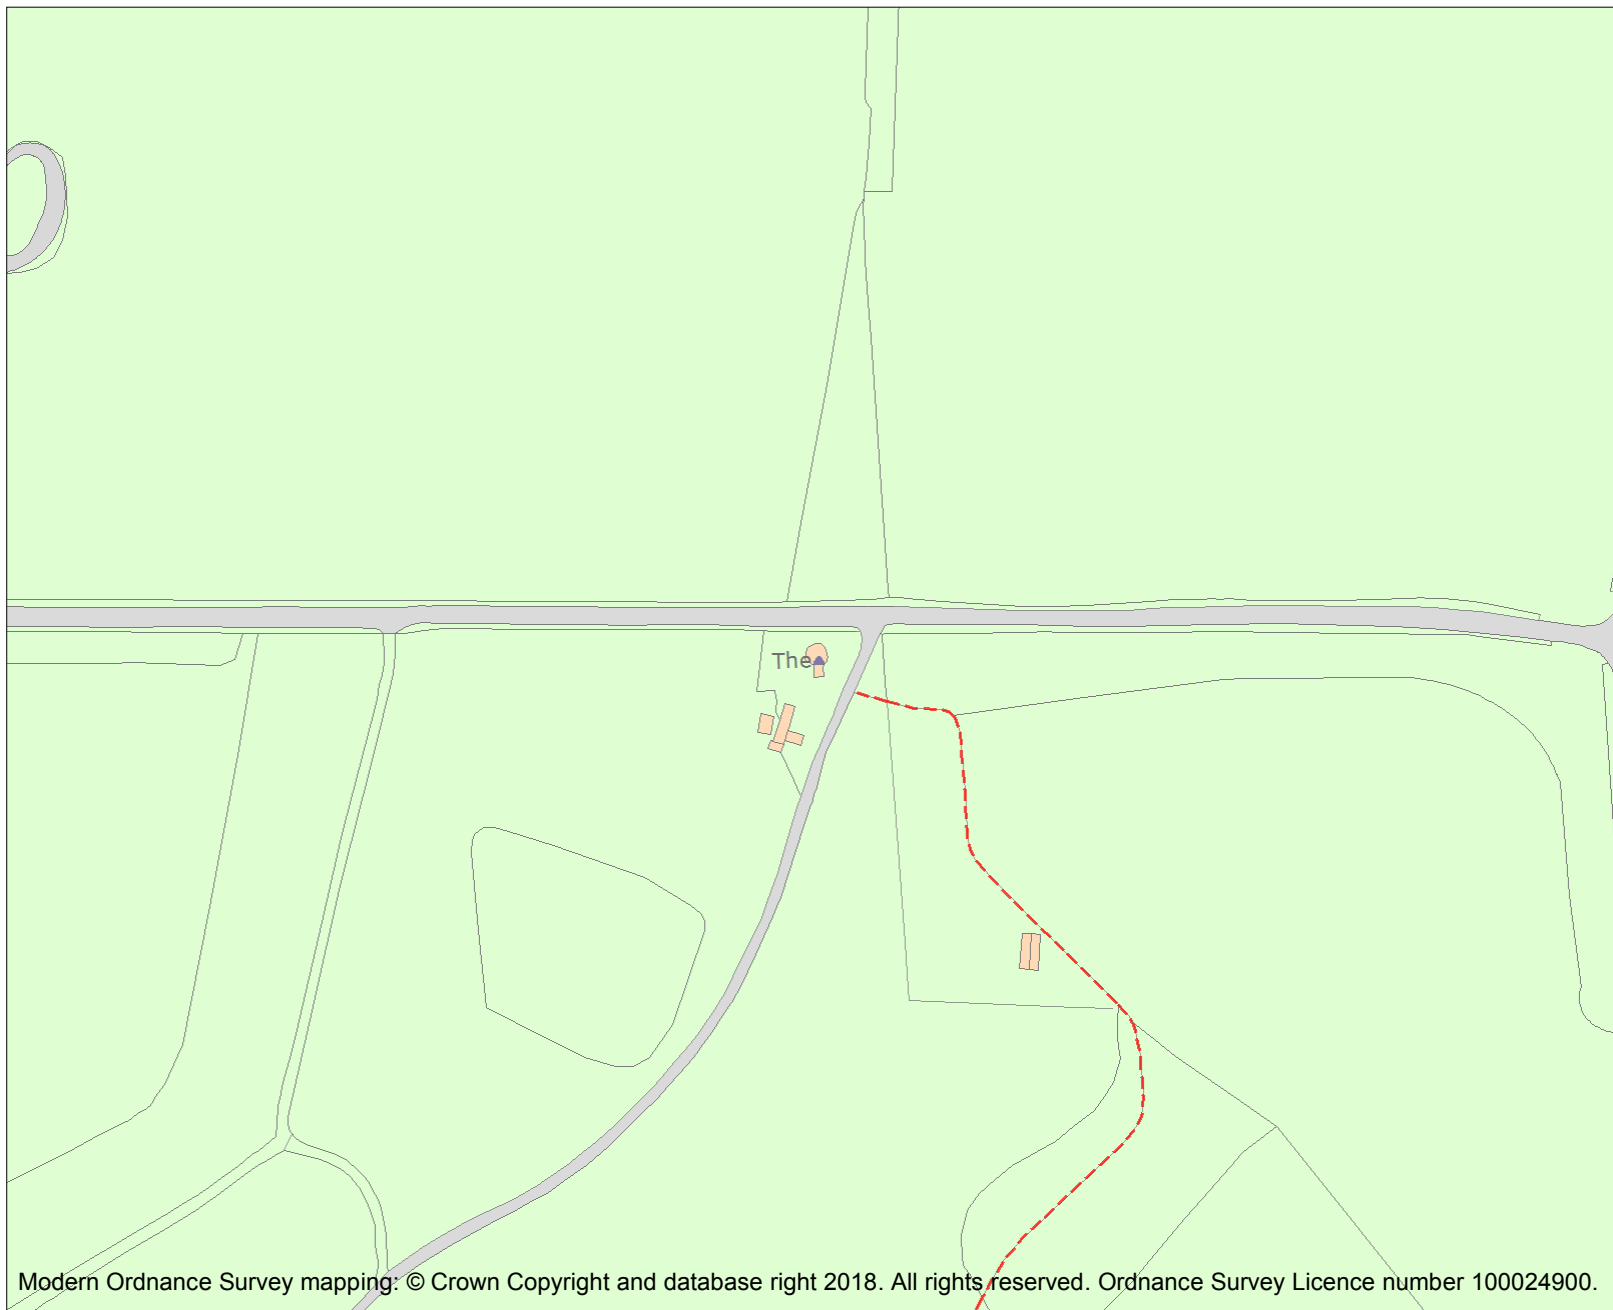 The
Modern Ordnance Survey mapping: © Crown Copyright and database right 2018. All rights reserved. Ordnance Survey Licence number 100024900.